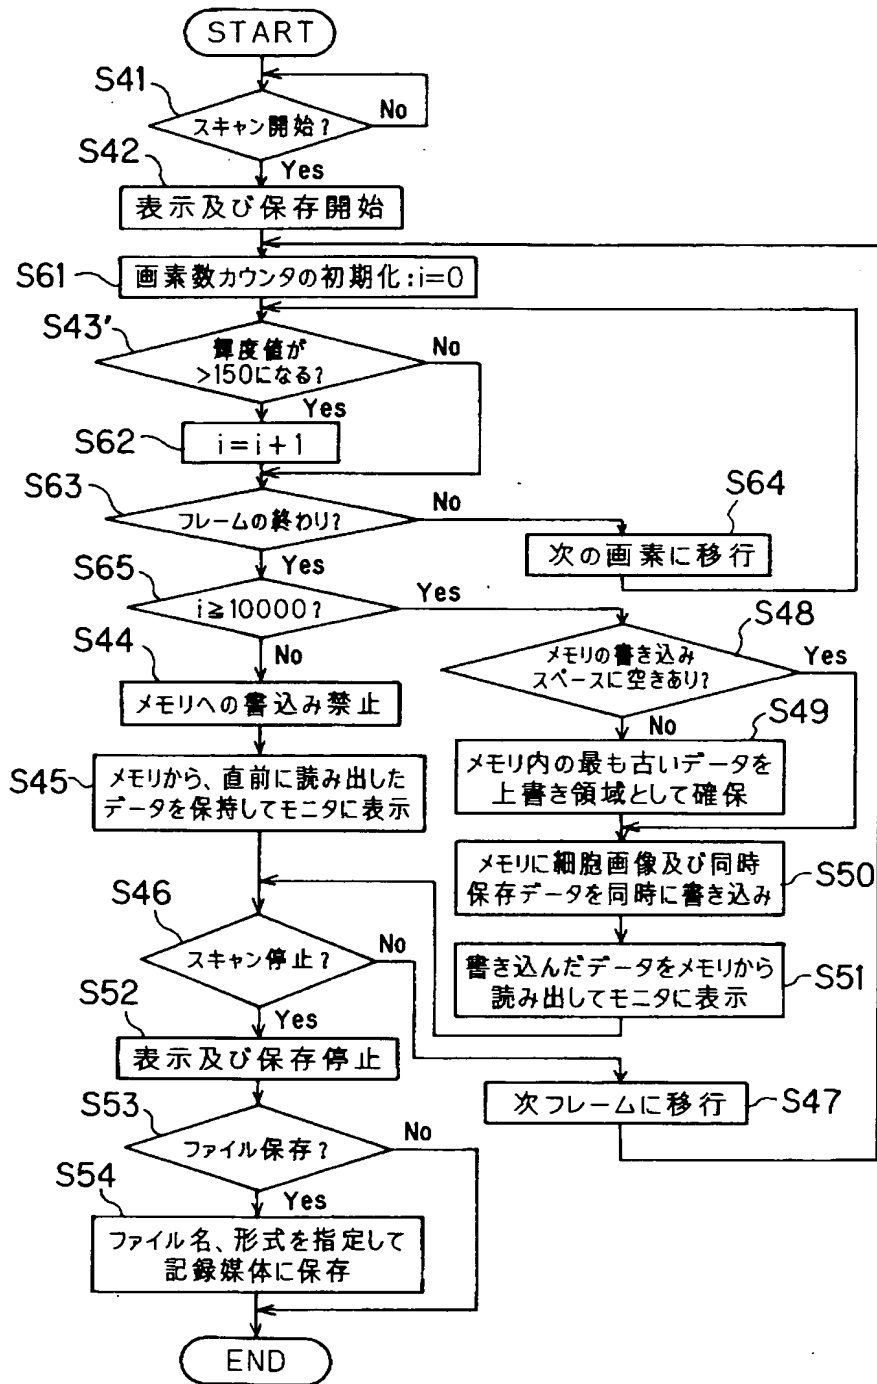 START
S41
スキャン開始?
No
Yes
S42
表示及び保存開始
S61
画素数カウンタの初期化:i=0
S43'
輝度値が
>150になる?
No
Yes
S62
i=i+1
S63
フレームの終わり?
No
S64
次の画素に移行
Yes
S65
i≧10000?
Yes
No
S48
メモリの書き込み
スペースに空きあり?
Yes
No
S44
メモリへの書込み禁止
S49
メモリ内の最も古いデータを
上書き領域として確保
S45
メモリから、直前に読み出した
データを保持してモニタに表示
メモリに細胞画像及び同時
保存データを同時に書き込み
S50
S46
スキャン停止?
No
書き込んだデータをメモリから
読み出してモニタに表示
S51
Yes
S52
表示及び保存停止
次フレームに移行
S47
S53
ファイル保存?
No
Yes
S54
ファイル名、形式を指定して
記録媒体に保存
END